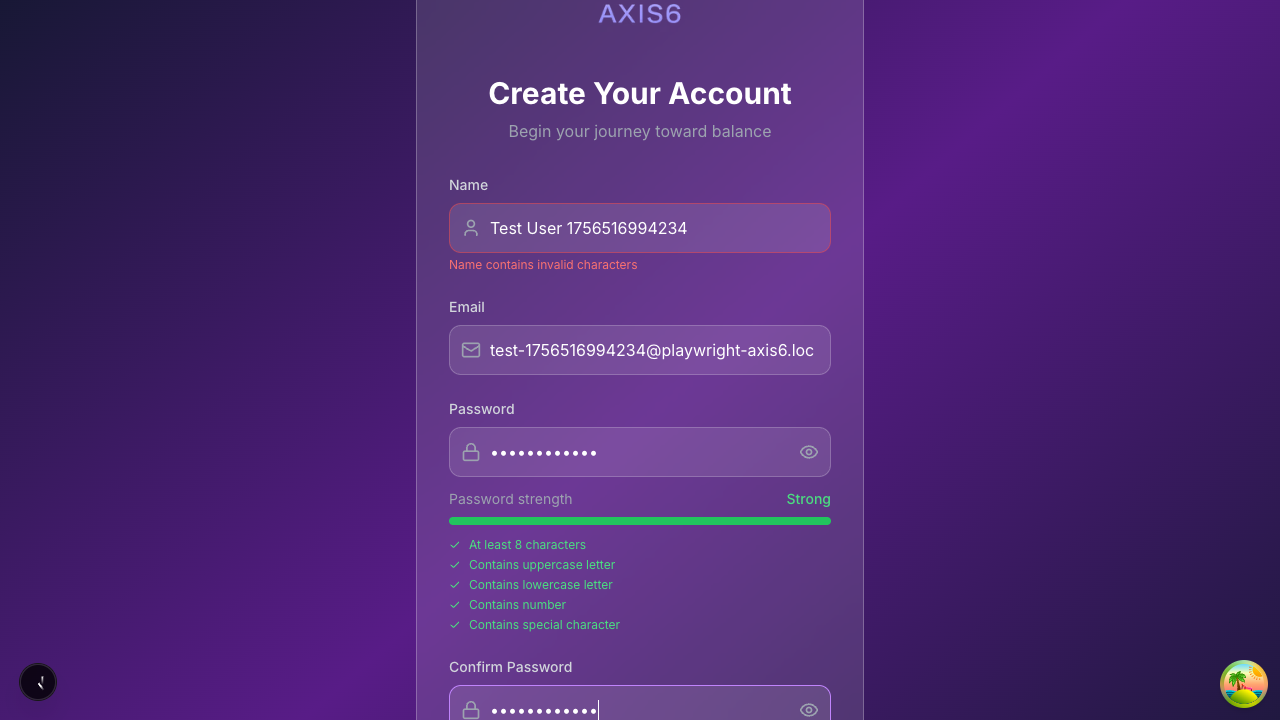 AXIS6
Create Your Account
Begin your journey toward balance
Name
Test User 1756516994234
Name contains invalid characters
Email
test-1756516994234@playwright-axis6.loc
Password
••••••••••••
Password strength Strong
At least 8 characters
Contains uppercase letter
Contains lowercase letter
Contains number
Contains special character
Confirm Password
••••••••••••